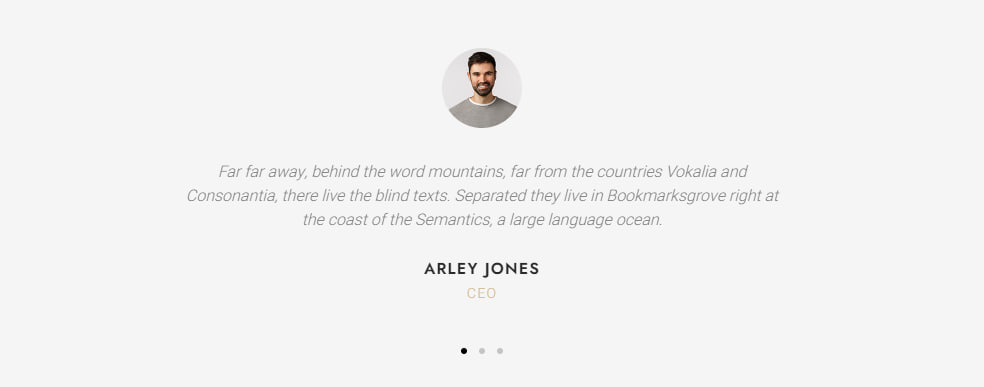 Far far away, behind the word mountains, far from the countries Vokalia and
Consonantia, there live the blind texts. Separated they live in Bookmarksgrove right at
the coast of the Semantics, a large language ocean.
ARLEY JONES
CEO